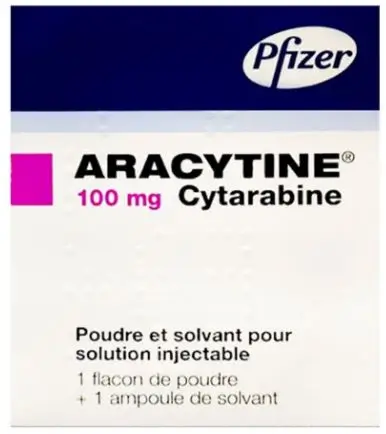 Pfizer
ARACYTINE®
100 mg Cytarabine
Poudre et solvant pour
solution injectable
1 flacon de poudre
+ 1 ampoule de solvant